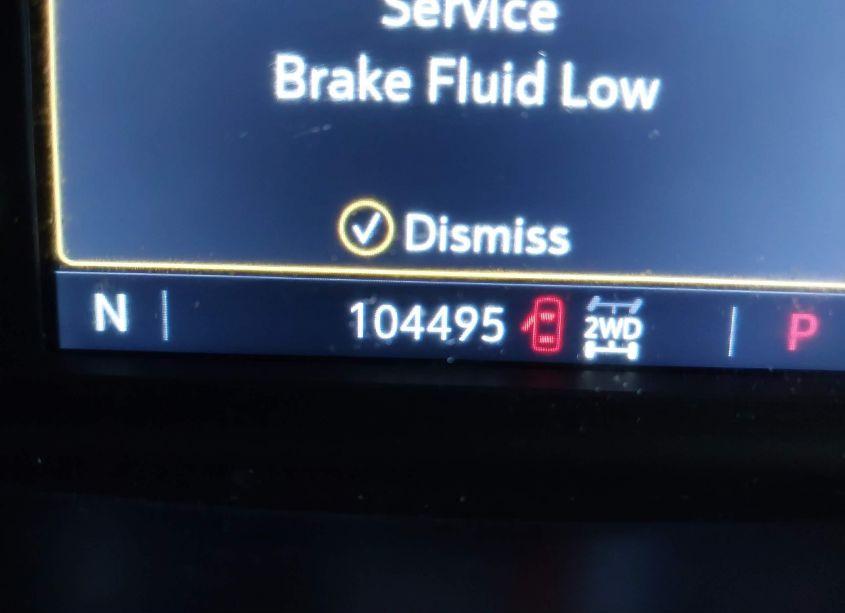 Service
Brake Fluid Low
Dismiss
N 104495 2WD P